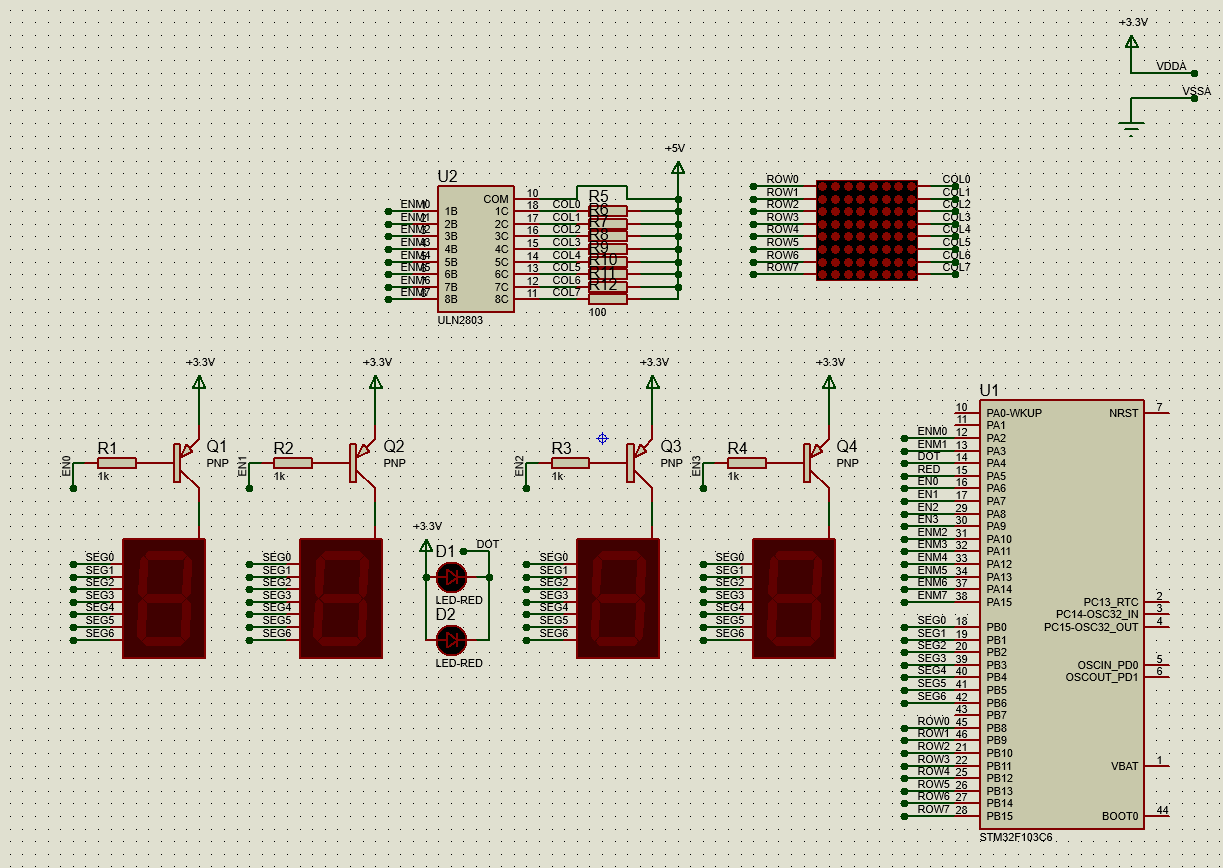 +3.3V
VDDA
VSSA
+5V
U2
COM
10
ENM0 1B 1C 18 COL0 R5
ENM1 2B 2C 17 COL1 R6
ENM2 3B 3C 16 COL2 R7
ENM3 4B 4C 15 COL3 R8
ENM4 5B 5C 14 COL4 R9
ENM5 6B 6C 13 COL5 R10
ENM6 7B 7C 12 COL6 R11
ENM7 8B 8C 11 COL7 R12
ULN2803
100
ROW0 COL0
ROW1 COL1
ROW2 COL2
ROW3 COL3
ROW4 COL4
ROW5 COL5
ROW6 COL6
ROW7 COL7
+3.3V +3.3V +3.3V +3.3V
EN0 R1 1k Q1 PNP
EN1 R2 1k Q2 PNP
EN2 R3 1k Q3 PNP
EN3 R4 1k Q4 PNP
SEG0
SEG1
SEG2
SEG3
SEG4
SEG5
SEG6
SEG0
SEG1
SEG2
SEG3
SEG4
SEG5
SEG6
+3.3V
D1 DOT
LED-RED
D2
LED-RED
SEG0
SEG1
SEG2
SEG3
SEG4
SEG5
SEG6
SEG0
SEG1
SEG2
SEG3
SEG4
SEG5
SEG6
U1
10 PA0-WKUP NRST 7
11 PA1
ENM0 12 PA2
ENM1 13 PA3
DOT 14 PA4
RED 15 PA5
EN0 16 PA6
EN1 17 PA7
EN2 29 PA8
EN3 30 PA9
ENM2 31 PA10
ENM3 32 PA11
ENM4 33 PA12
ENM5 34 PA13
ENM6 37 PA14
ENM7 38 PA15 PC13_RTC 2
PC14-OSC32_IN 3
SEG0 18 PB0 PC15-OSC32_OUT 4
SEG1 19 PB1
SEG2 20 PB2
SEG3 39 PB3 OSCIN_PD0 5
SEG4 40 PB4 OSCOUT_PD1 6
SEG5 41 PB5
SEG6 42 PB6
43 PB7
ROW0 45 PB8
ROW1 46 PB9
ROW2 21 PB10
ROW3 22 PB11 VBAT 1
ROW4 25 PB12
ROW5 26 PB13
ROW6 27 PB14
ROW7 28 PB15 BOOT0 44
STM32F103C6